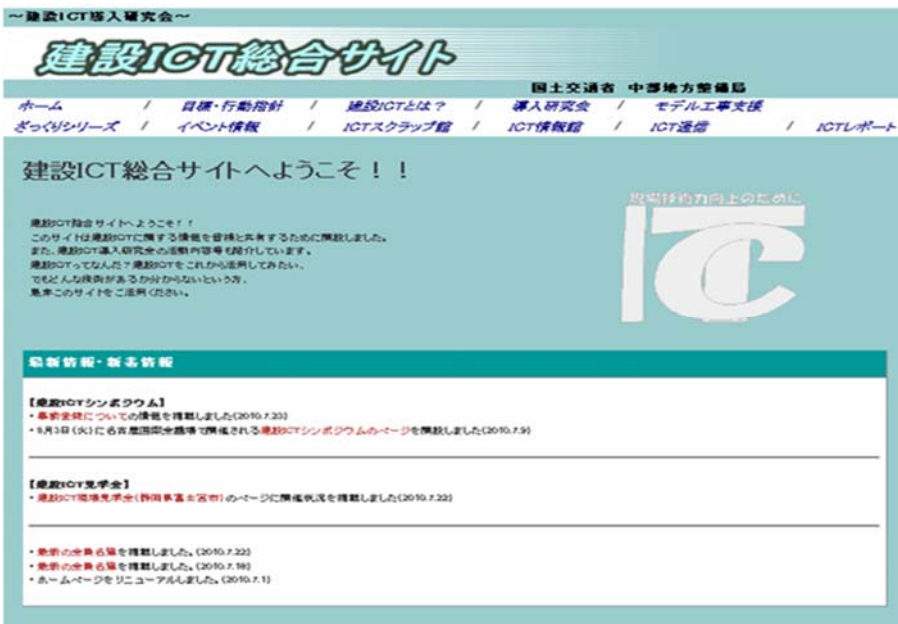 ～建設ICT導入研究会～
建設ICT総合サイト
国土交通省 中部地方整備局
ホーム / 目標・行動指針 / 建設ICTとは？ / 導入研究会 / モデル工事支援
ざっくりシリーズ / イベント情報 / ICTスクラップ館 / ICT情報館 / ICT通信 / ICTレポート
建設ICT総合サイトへようこそ！！
現場技術力向上のために
ICT
建設ICT総合サイトへようこそ！！
このサイトは建設ICTに関する情報を皆様と共有するために開設しました。
また、建設ICT導入研究会の活動内容等も紹介しています。
建設ICTってなんだ？建設ICTをこれから活用してみたい、
でもどんな技術があるか分からないという方、
是非このサイトをご活用ください。
最新情報・新着情報
【建設ICTシンポジウム】
・事前登録についての情報を掲載しました(2010.7.23)
・8月3日(火)に名古屋国際会議場で開催される建設ICTシンポジウムのページを開設しました(2010.7.9)
【建設ICT見学会】
・建設ICT現場見学会(静岡県富士宮市)のページに開催状況を掲載しました(2010.7.22)
・最新の会員名簿を掲載しました。(2010.7.22)
・最新の会員名簿を掲載しました。(2010.7.16)
・ホームページをリニューアルしました。(2010.7.1)